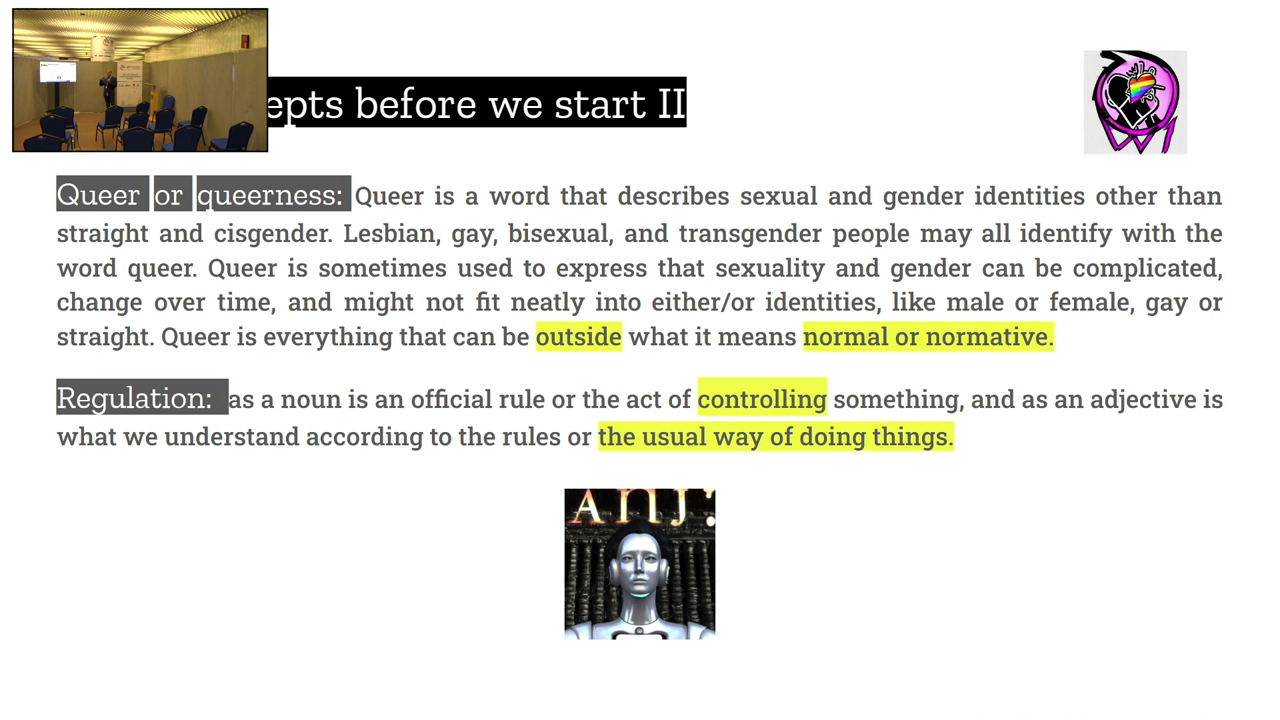 epts before we start II
Queer or queerness: Queer is a word that describes sexual and gender identities other than
straight and cisgender. Lesbian, gay, bisexual, and transgender people may all identify with the
word queer. Queer is sometimes used to express that sexuality and gender can be complicated,
change over time, and might not fit neatly into either/or identities, like male or female, gay or
straight. Queer is everything that can be outside what it means normal or normative.
Regulation: as a noun is an official rule or the act of controlling something, and as an adjective is
what we understand according to the rules or the usual way of doing things.